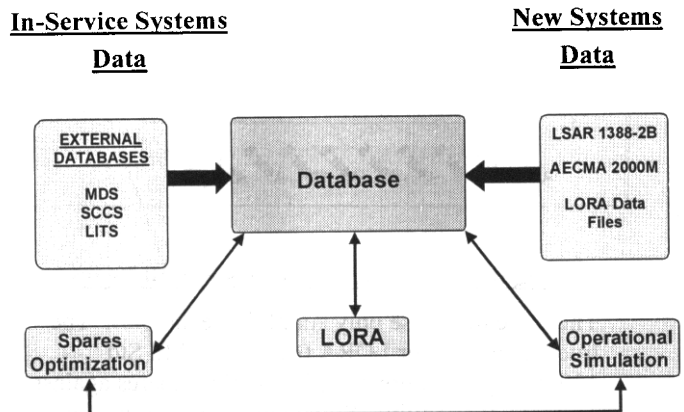 In-Service Systems
Data
New Systems
Data
EXTERNAL
DATABASES
MDS
SCCS
LITS
Database
LSAR 1388-2B
AECMA 2000M
LORA Data
Files
Spares
Optimization
LORA
Operational
Simulation